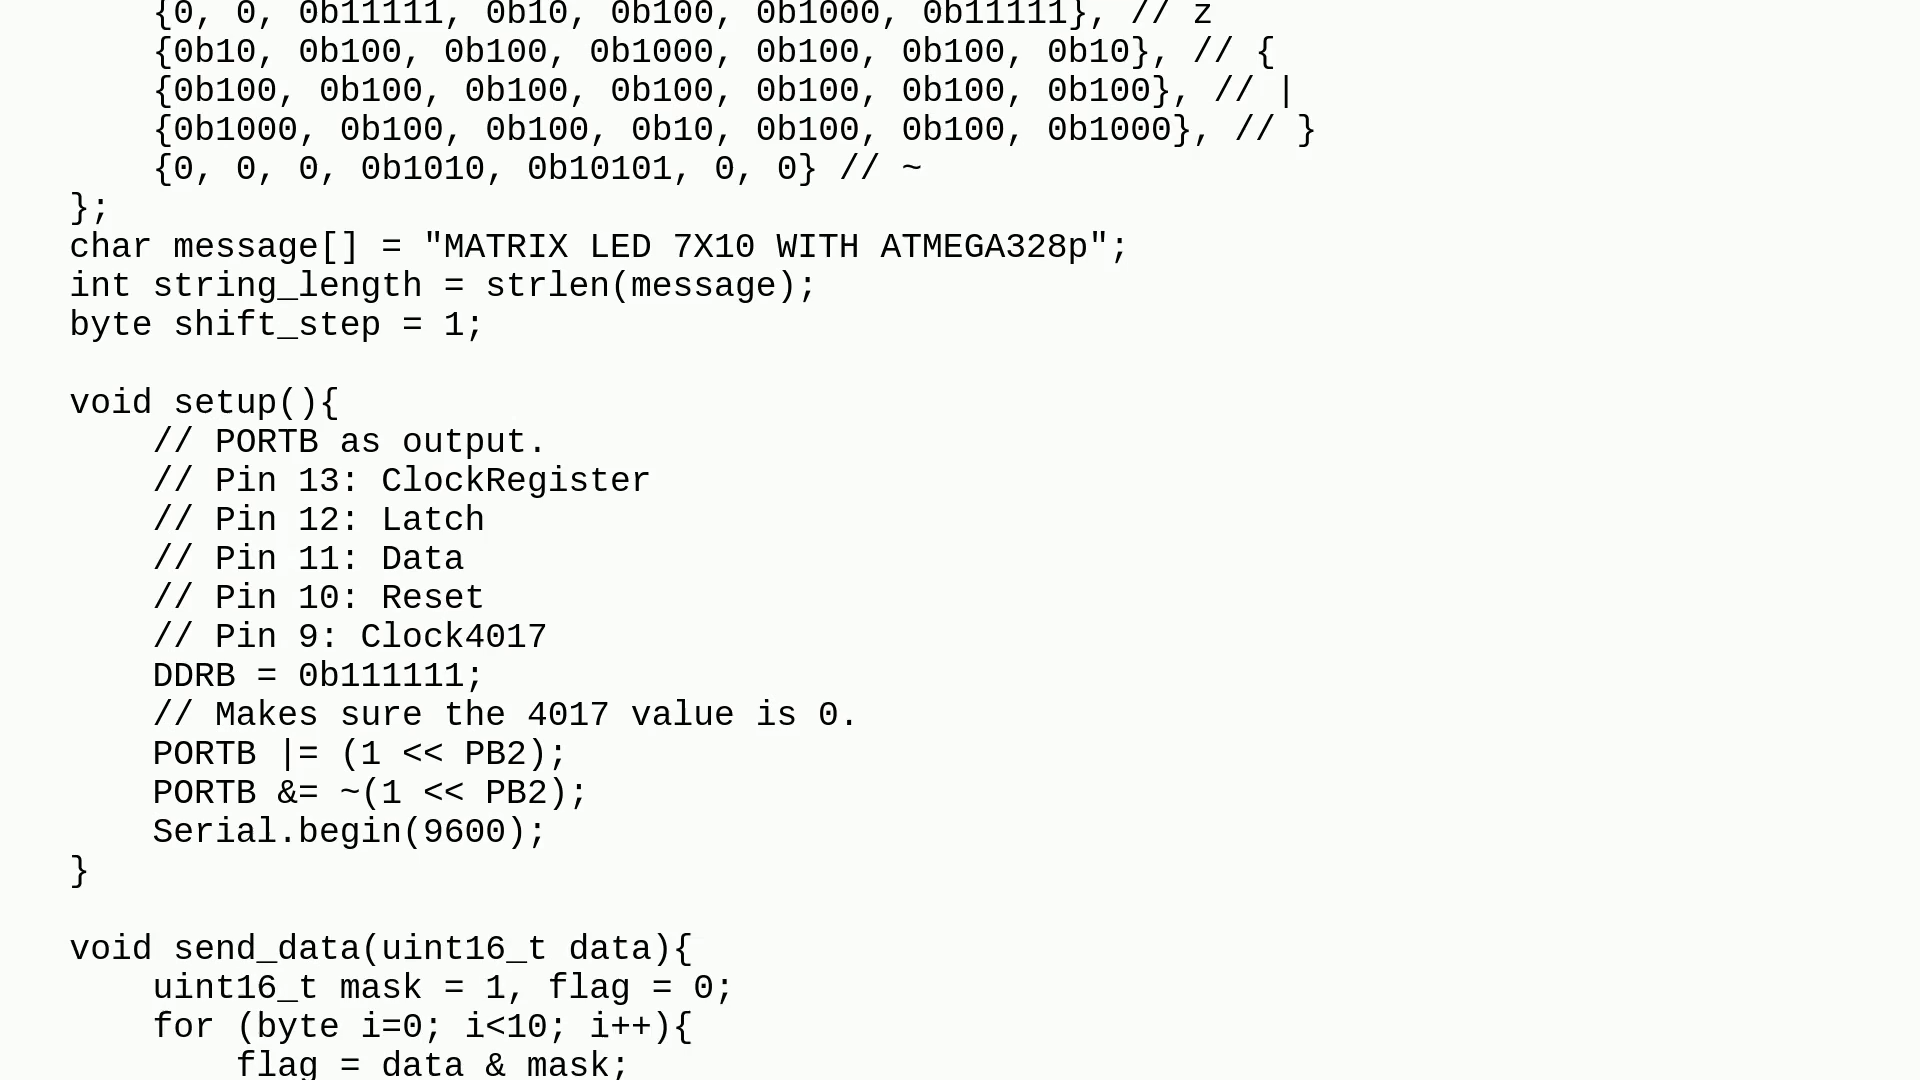 {0, 0, 0b11111, 0b10, 0b100, 0b1000, 0b11111}, // z
{0b10, 0b100, 0b100, 0b1000, 0b100, 0b100, 0b10}, // {
{0b100, 0b100, 0b100, 0b100, 0b100, 0b100, 0b100}, // |
{0b1000, 0b100, 0b100, 0b10, 0b100, 0b100, 0b1000}, // }
{0, 0, 0, 0b1010, 0b10101, 0, 0} // ~
};
char message[] = "MATRIX LED 7X10 WITH ATMEGA328p";
int string_length = strlen(message);
byte shift_step = 1;
void setup(){
// PORTB as output.
// Pin 13: ClockRegister
// Pin 12: Latch
// Pin 11: Data
// Pin 10: Reset
// Pin 9: Clock4017
DDRB = 0b111111;
// Makes sure the 4017 value is 0.
PORTB |= (1 << PB2);
PORTB &= ~(1 << PB2);
Serial.begin(9600);
}
void send_data(uint16_t data){
uint16_t mask = 1, flag = 0;
for (byte i=0; i<10; i++){
flag = data & mask;